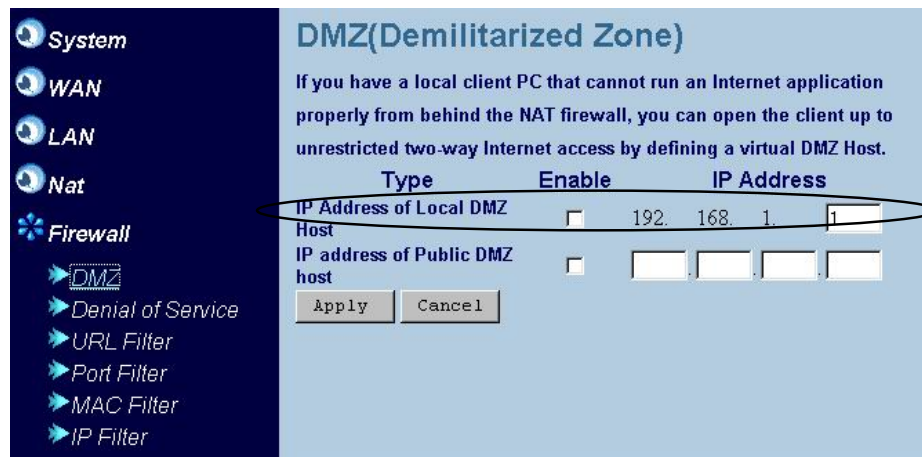 System
WAN
LAN
Nat
Firewall
DMZ
Denial of Service
URL Filter
Port Filter
MAC Filter
IP Filter
DMZ(Demilitarized Zone)
If you have a local client PC that cannot run an Internet application
properly from behind the NAT firewall, you can open the client up to
unrestricted two-way Internet access by defining a virtual DMZ Host.
Type Enable IP Address
IP Address of Local DMZ
Host 192. 168. 1. 1
IP address of Public DMZ
host . . .
Apply Cancel